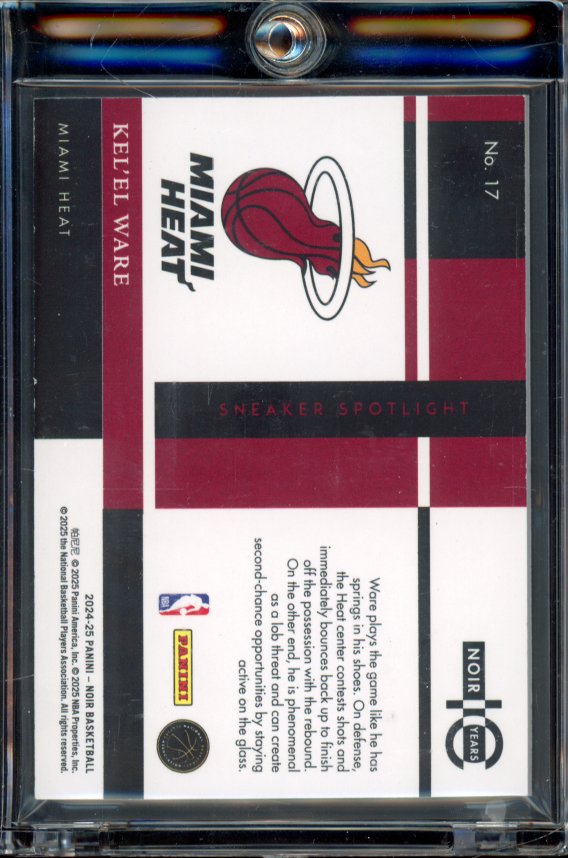 No. 17
MIAMI
HEAT
KEL'EL WARE
MIAMI HEAT
SNEAKER SPOTLIGHT
NOIR
YEARS
Ware plays the game like he has
springs in his shoes. On defense,
the Heat center contests shots and
immediately bounces back up to finish
off the possession with the rebound.
On the other end, he is phenomenal
as a lob threat and can create
second-chance opportunities by staying
active on the glass.
NBA
PANINI
2024-25 PANINI – NOIR BASKETBALL
帕尼尼 © 2025 Panini America, Inc. © 2025 NBA Properties, Inc.
© 2025 the National Basketball Players Association. All rights reserved.